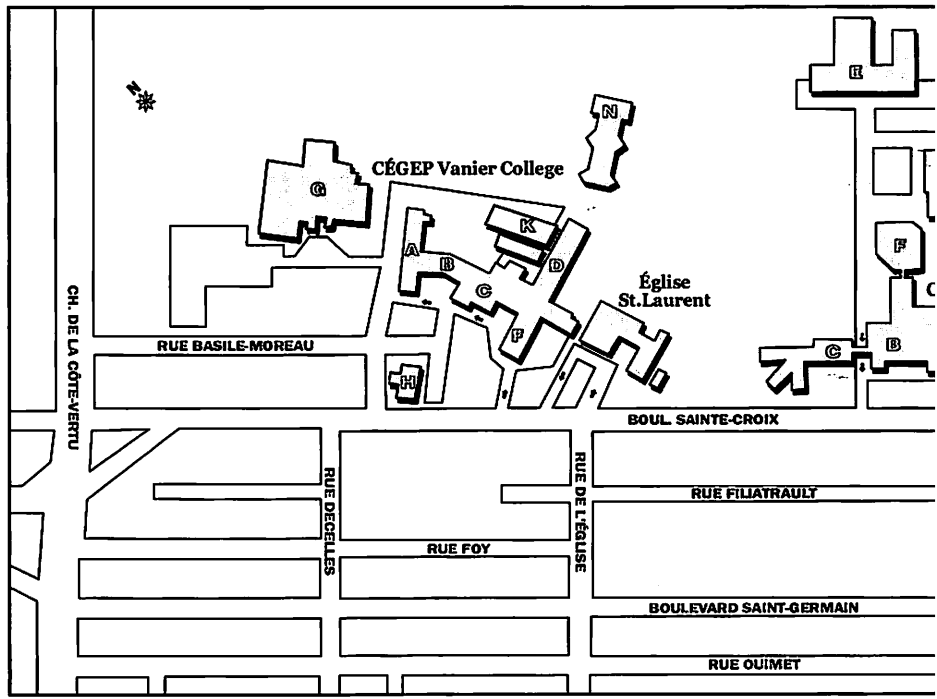 E
N
N
CÉGEP Vanier College
G
K
A
B
D
C
F
Église
St.Laurent
F
C
B
C
CH. DE LA CÔTE-VERTU
RUE BASILE-MOREAU
H
BOUL. SAINTE-CROIX
RUE DECELLES
RUE DE L'ÉGLISE
RUE FILIATRAULT
RUE FOY
BOULEVARD SAINT-GERMAIN
RUE OUIMET